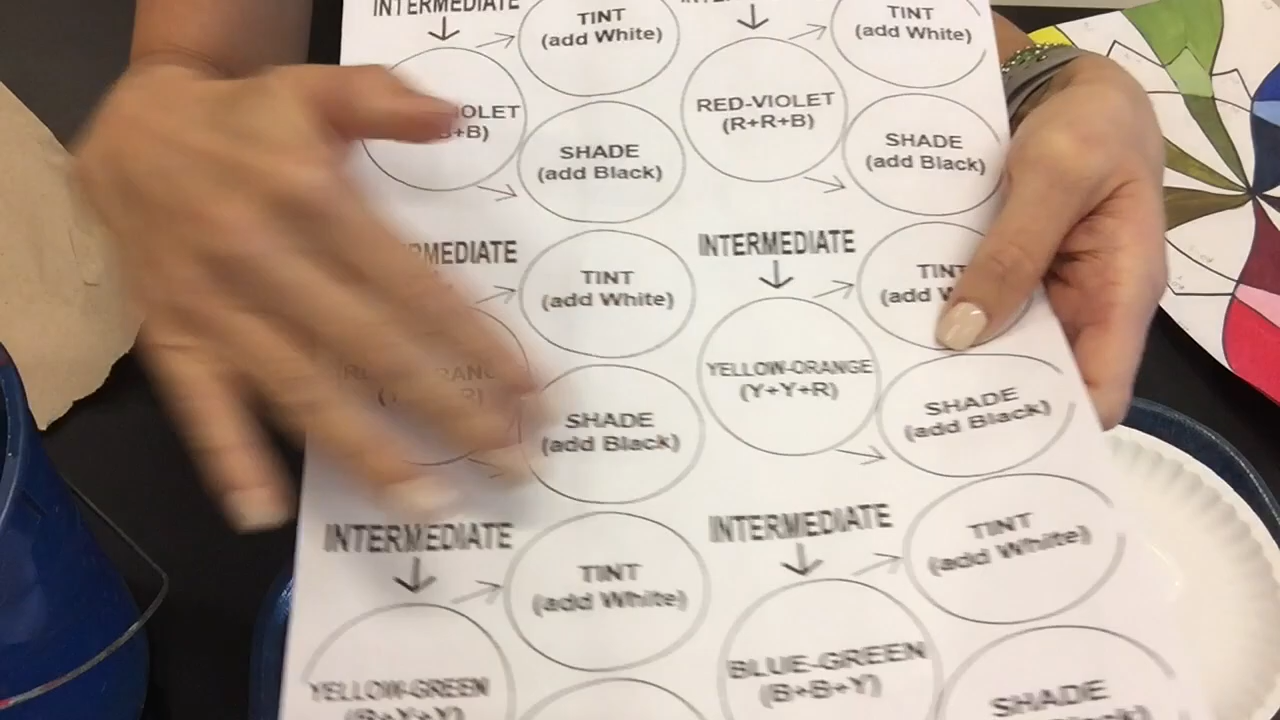 INTERMEDIATE
TINT
(add White)
TINT
(add White)
RED-VIOLET
(R+R+B)
SHADE
(add Black)
SHADE
(add Black)
INTERMEDIATE
TINT
(add White)
INTERMEDIATE
TINT
(add
YELLOW-ORANGE
(Y+Y+R)
SHADE
(add Black)
SHADE
(add Black)
INTERMEDIATE
TINT
(add White)
INTERMEDIATE
TINT
(add White)
YELLOW-GREEN
(B+Y+Y)
BLUE-GREEN
(B+B+Y)
SHADE